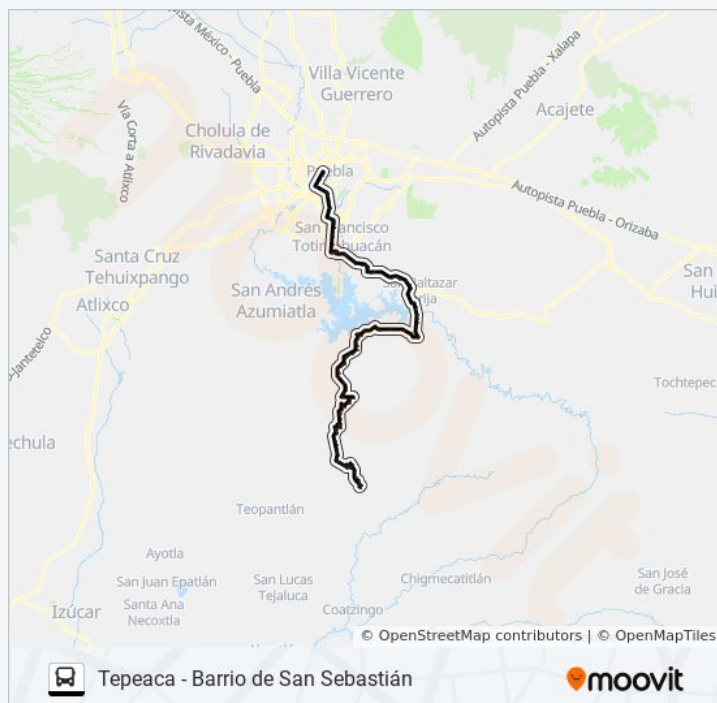 Autopista México - Puebla
Villa Vicente
Guerrero
Autopista Puebla - Xalapa
Acajete
Vía Corta a Atlixco
Cholula de
Rivadavia
Puebla
Autopista Puebla - Orizaba
San Francisco
Totimehuacán
Santa Cruz
Tehuixpango
San
Hui
San Andrés
Azumiatla
Atlixco
-Jantetelco
Tochtepec
echula
Teopantlán
Ayotla
San Juan Epatlán
San Lucas
Tejaluca
Chigmecatitlán
San José
de Gracia
Santa Ana
Necoxtla
Izúcar
Coatzingo
© OpenStreetMap contributors | © OpenMapTiles
Tepeaca - Barrio de San Sebastián
moovit